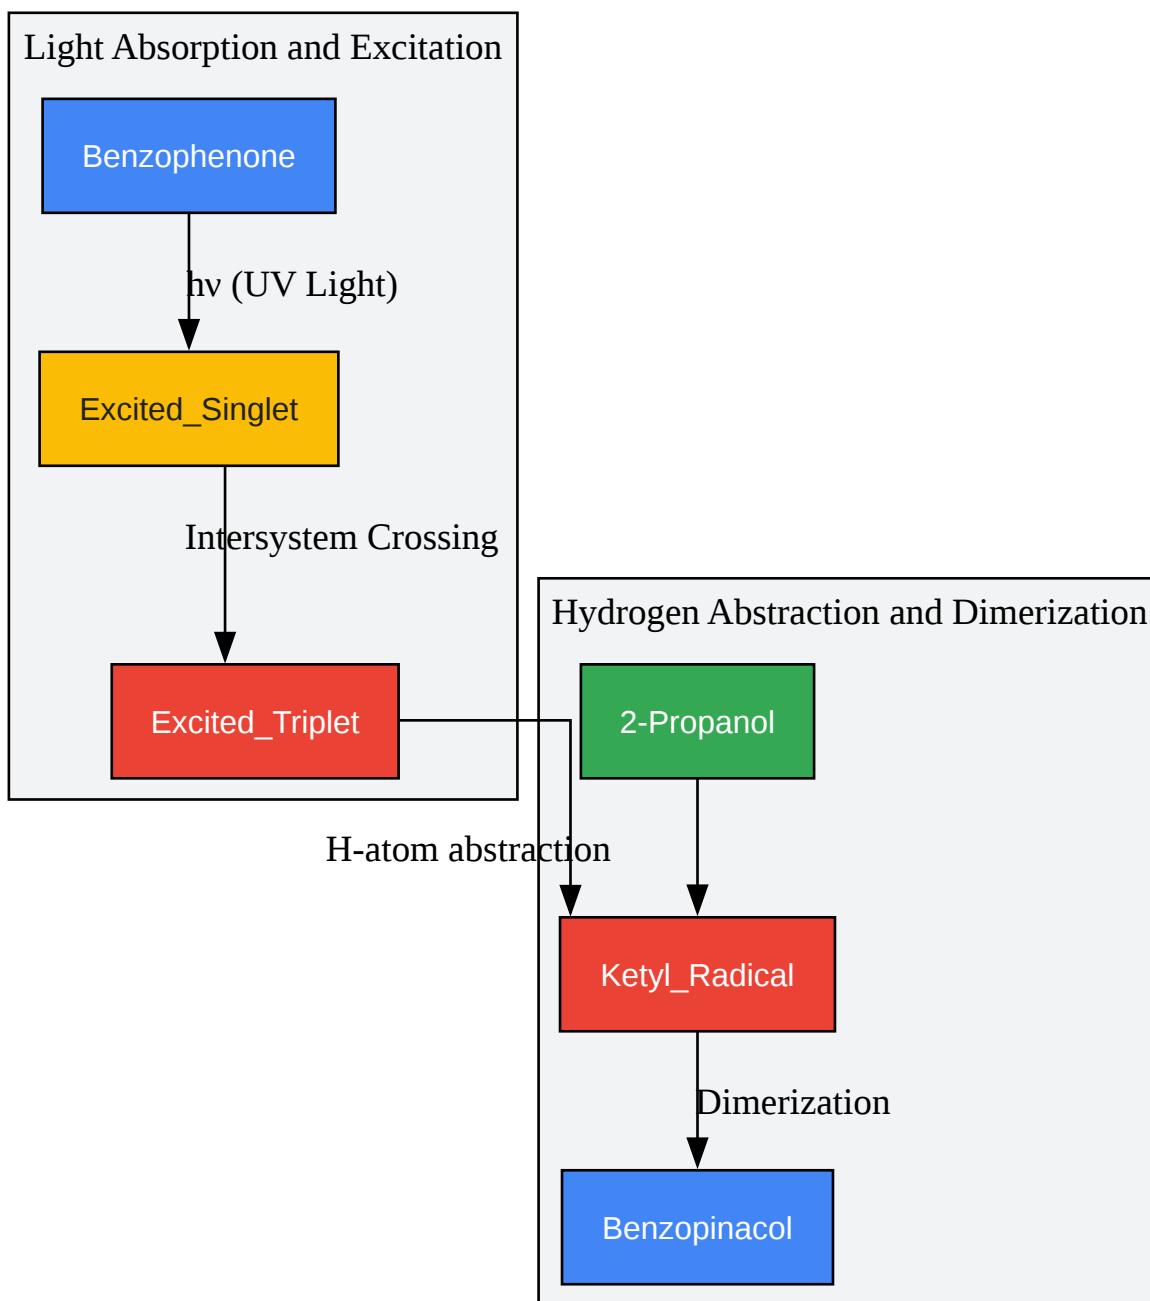 Light Absorption and Excitation
Benzophenone
hν (UV Light)
Excited_Singlet
Intersystem Crossing
Excited_Triplet
Hydrogen Abstraction and Dimerization
2-Propanol
H-atom abstraction
Ketyl_Radical
Dimerization
Benzopinacol